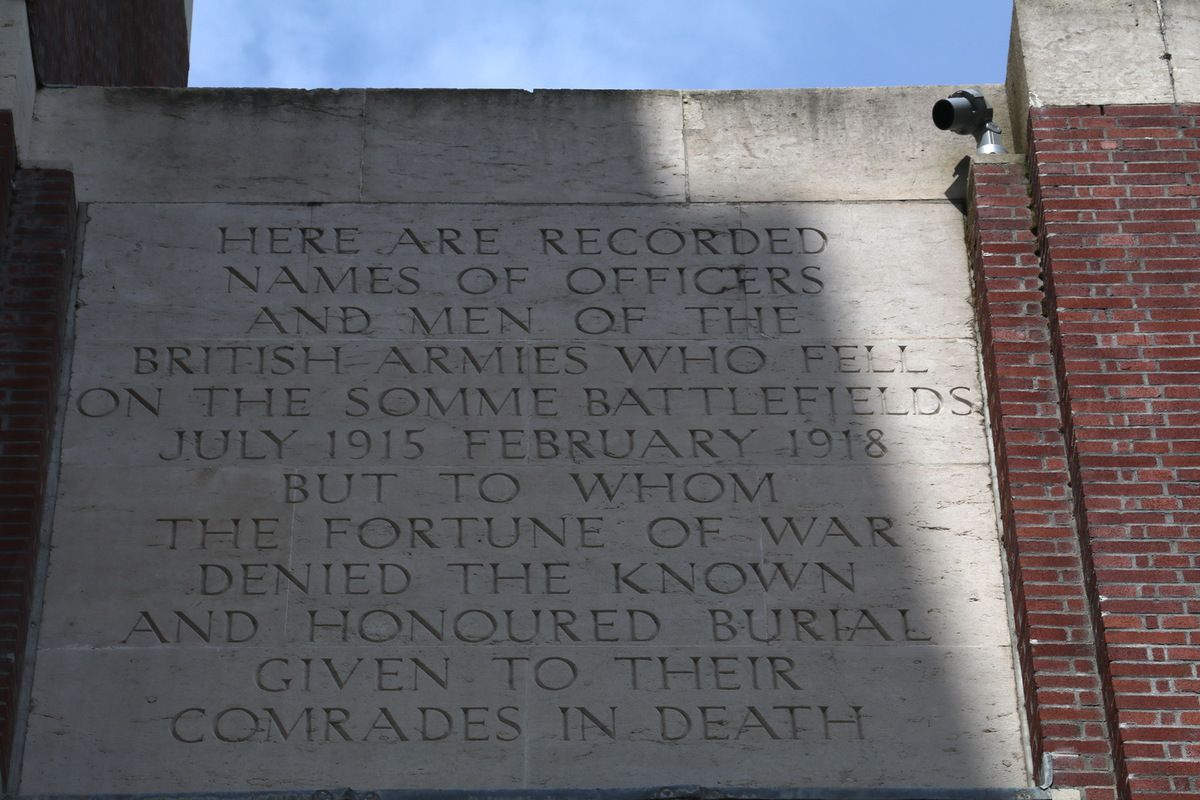 HERE ARE RECORDED
NAMES OF OFFICERS
AND MEN OF THE
BRITISH ARMIES WHO FELL
ON THE SOMME BATTLEFIELDS
JULY 1915 FEBRUARY 1918
BUT TO WHOM
THE FORTUNE OF WAR
DENIED THE KNOWN
AND HONOURED BURIAL
GIVEN TO THEIR
COMRADES IN DEATH